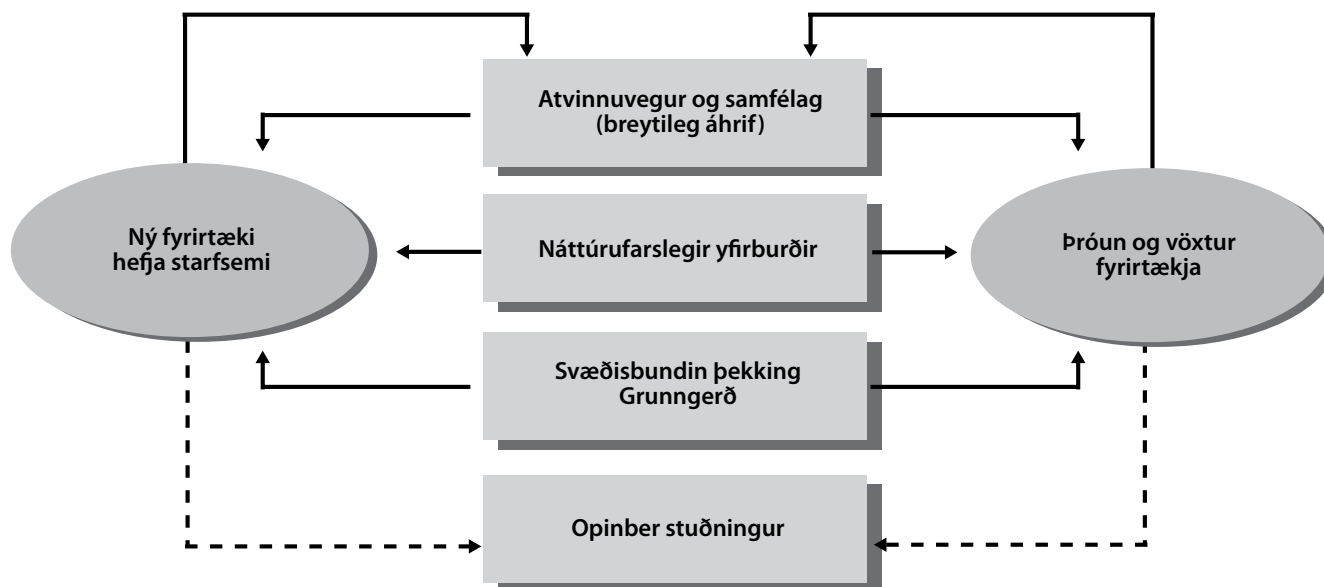 Atvinnuvegur og samfélag
(breytileg áhrif)
Ný fyrirtæki
hefja starfsemi
Náttúrufarslegir yfirburðir
Þróun og vöxtur
fyrirtækja
Svæðisbundin þekking
Grunngerð
Opinber stuðningur